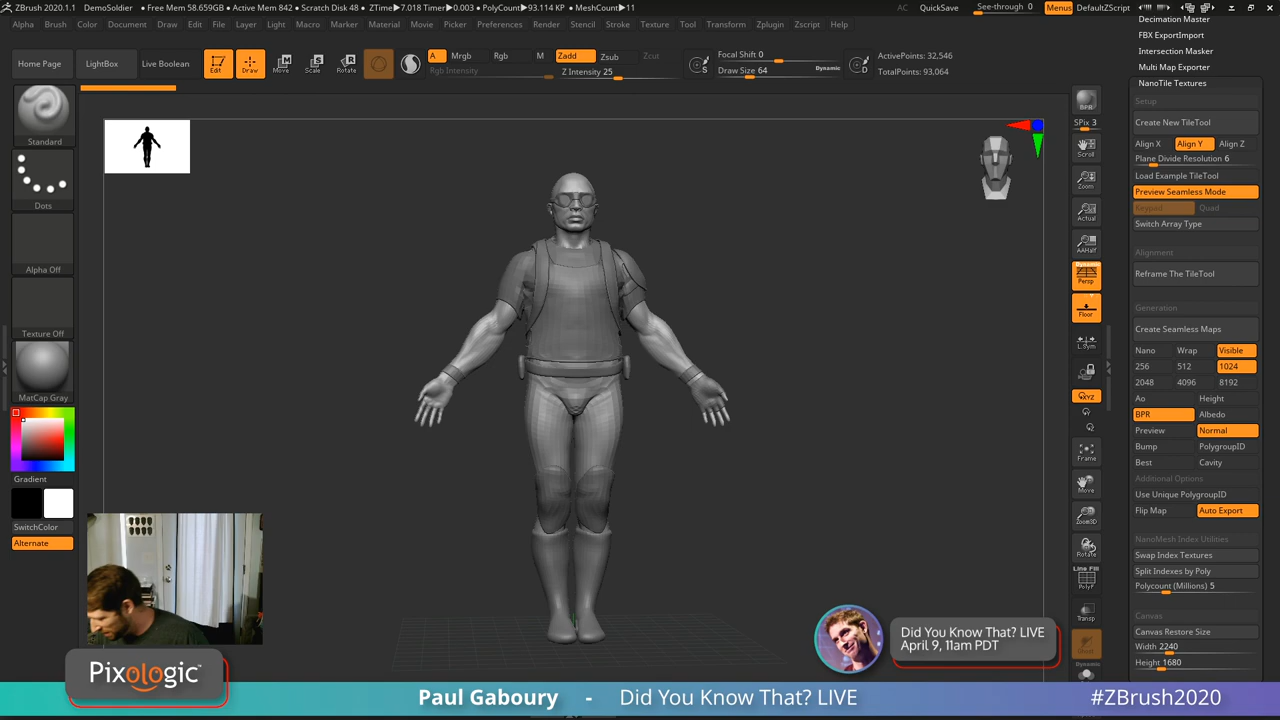 ZBrush 2020.1.1 DemoSoldier • Free Mem 58.659GB • Active Mem 842 • Scratch Disk 48 • ZTime▶7.018 Timer▶0.003 • PolyCount▶93.114 KP • MeshCount▶11 AC QuickSave See-through 0 Menus DefaultZScript
Alpha Brush Color Document Draw Edit File Layer Light Macro Marker Material Movie Picker Preferences Render Stencil Stroke Texture Tool Transform Zplugin Zscript Help
Home Page LightBox Live Boolean Edit Draw Move Scale Rotate
A Mrgb Rgb M Zadd Zsub Zcut
Rgb Intensity Z Intensity 25
Focal Shift 0
Draw Size 64 Dynamic
ActivePoints: 32,546
TotalPoints: 93,064
Standard
Dots
Alpha Off
Texture Off
MatCap Gray
Gradient
SwitchColor
Alternate
BPR
SPix 3
Scroll
Zoom
Actual
AAHalf
Dynamic
Persp
Floor
L.Sym
XYZ
Frame
Move
Zoom3D
Rotate
Line Fill
PolyF
Transp
Ghost
Dynamic
Decimation Master
FBX ExportImport
Intersection Masker
Multi Map Exporter
NanoTile Textures
Setup
Create New TileTool
Align X Align Y Align Z
Plane Divide Resolution 6
Load Example TileTool
Preview Seamless Mode
Keypad Quad
Switch Array Type
Alignment
Reframe The TileTool
Generation
Create Seamless Maps
Nano Wrap Visible
256 512 1024
2048 4096 8192
Ao Height
BPR Albedo
Preview Normal
Bump PolygroupID
Best Cavity
Additional Options
Use Unique PolygroupID
Flip Map Auto Export
NanoMesh Index Utilities
Swap Index Textures
Split Indexes by Poly
Polycount (Millions) 5
Canvas
Canvas Restore Size
Width 2240
Height 1680
Did You Know That? LIVE
April 9, 11am PDT
Pixologic™
Paul Gaboury - Did You Know That? LIVE #ZBrush2020